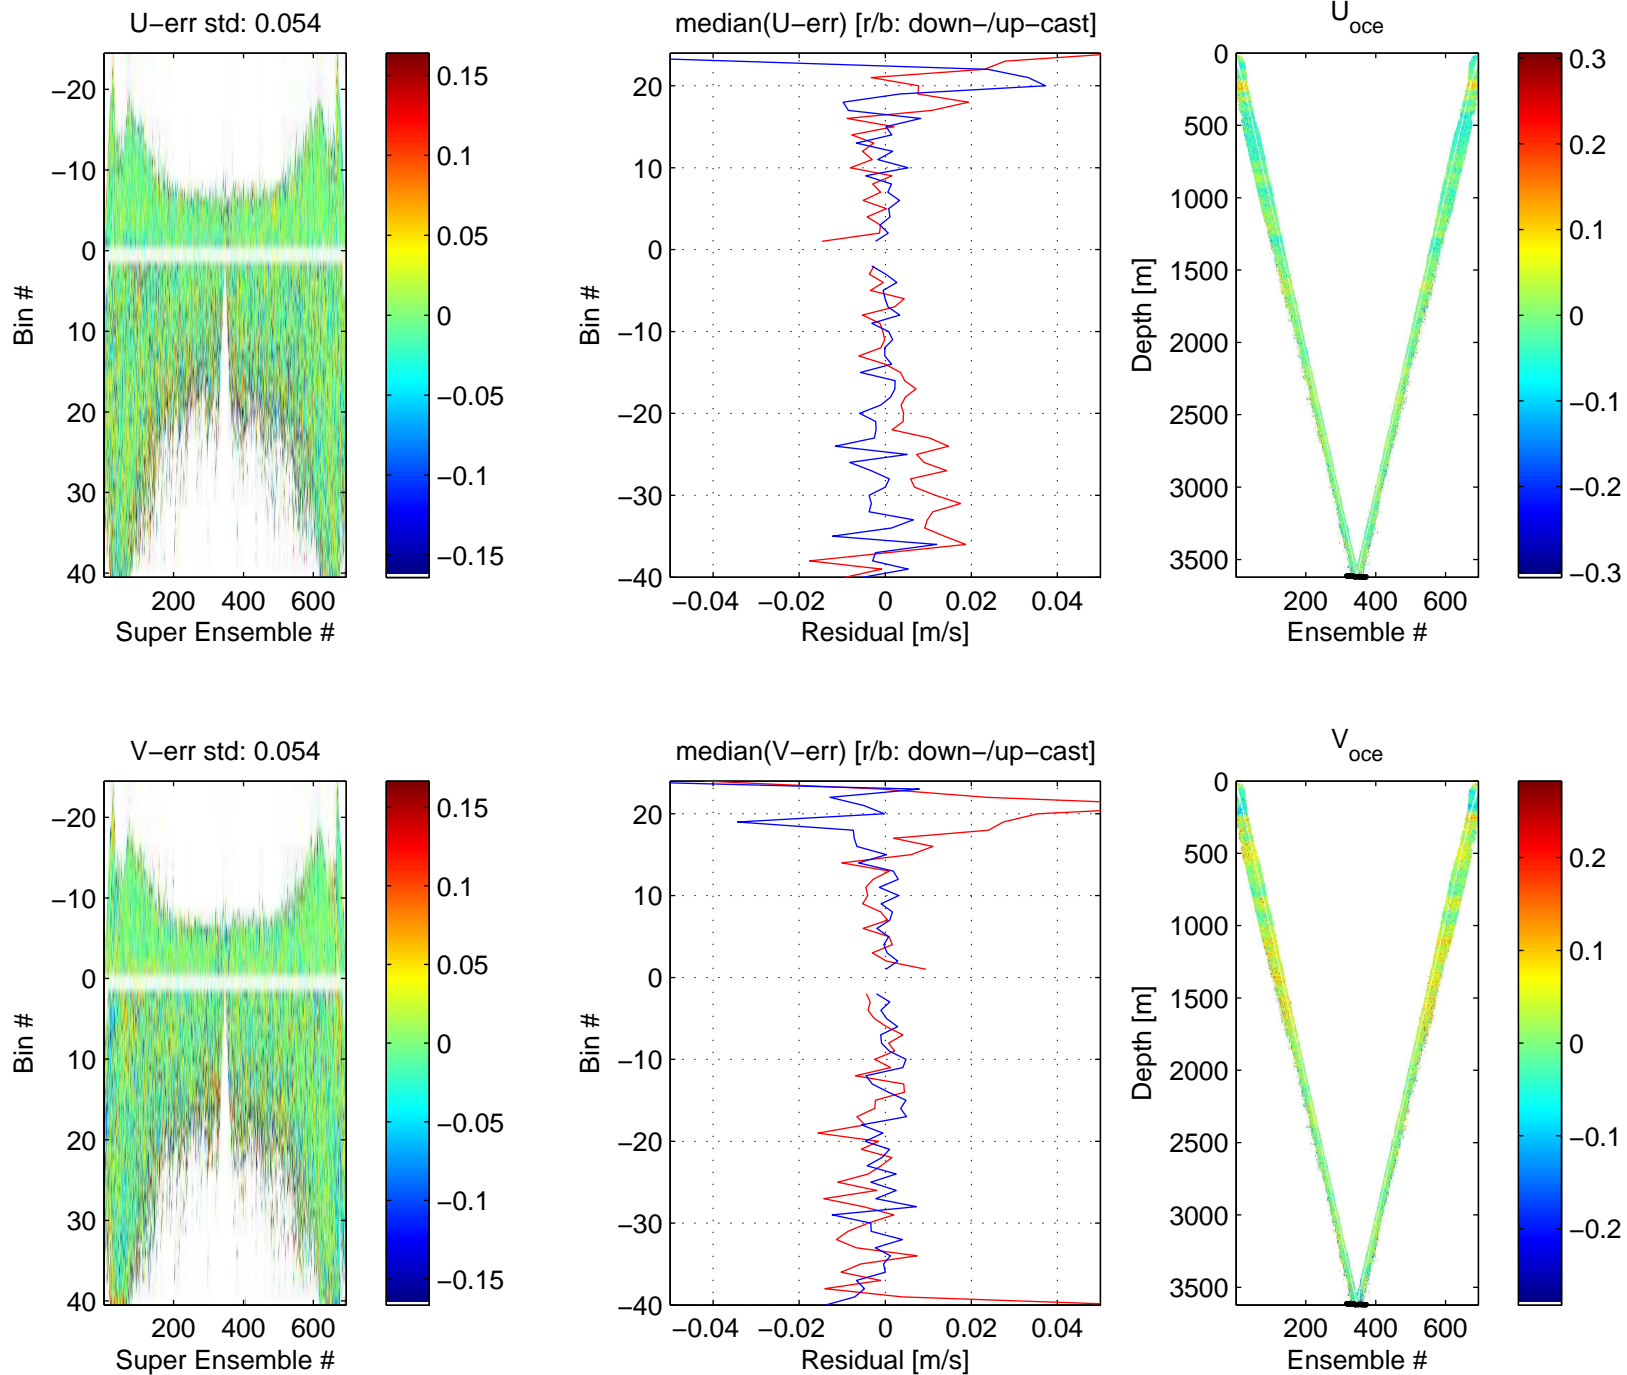 U−err std: 0.054
−20
−10
0
10
20
30
40
Bin #
200 400 600
Super Ensemble #
0.15
0.1
0.05
0
−0.05
−0.1
−0.15
median(U−err) [r/b: down−/up−cast]
20
10
0
−10
−20
−30
−40
Bin #
−0.04 −0.02 0 0.02 0.04
Residual [m/s]
U_oce
0
500
1000
1500
2000
2500
3000
3500
Depth [m]
200 400 600
Ensemble #
0.3
0.2
0.1
0
−0.1
−0.2
−0.3
V−err std: 0.054
−20
−10
0
10
20
30
40
Bin #
200 400 600
Super Ensemble #
0.15
0.1
0.05
0
−0.05
−0.1
−0.15
median(V−err) [r/b: down−/up−cast]
20
10
0
−10
−20
−30
−40
Bin #
−0.04 −0.02 0 0.02 0.04
Residual [m/s]
V_oce
0
500
1000
1500
2000
2500
3000
3500
Depth [m]
200 400 600
Ensemble #
0.2
0.1
0
−0.1
−0.2